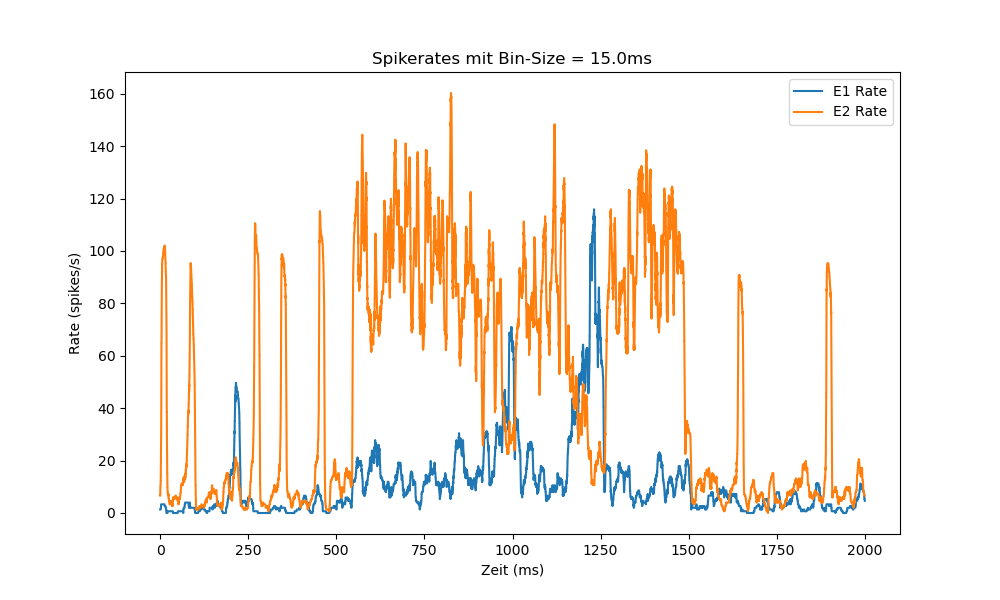 Spikerates mit Bin-Size = 15.0ms
E1 Rate
E2 Rate
Rate (spikes/s)
160
140
120
100
80
60
40
20
0
0 250 500 750 1000 1250 1500 1750 2000
Zeit (ms)